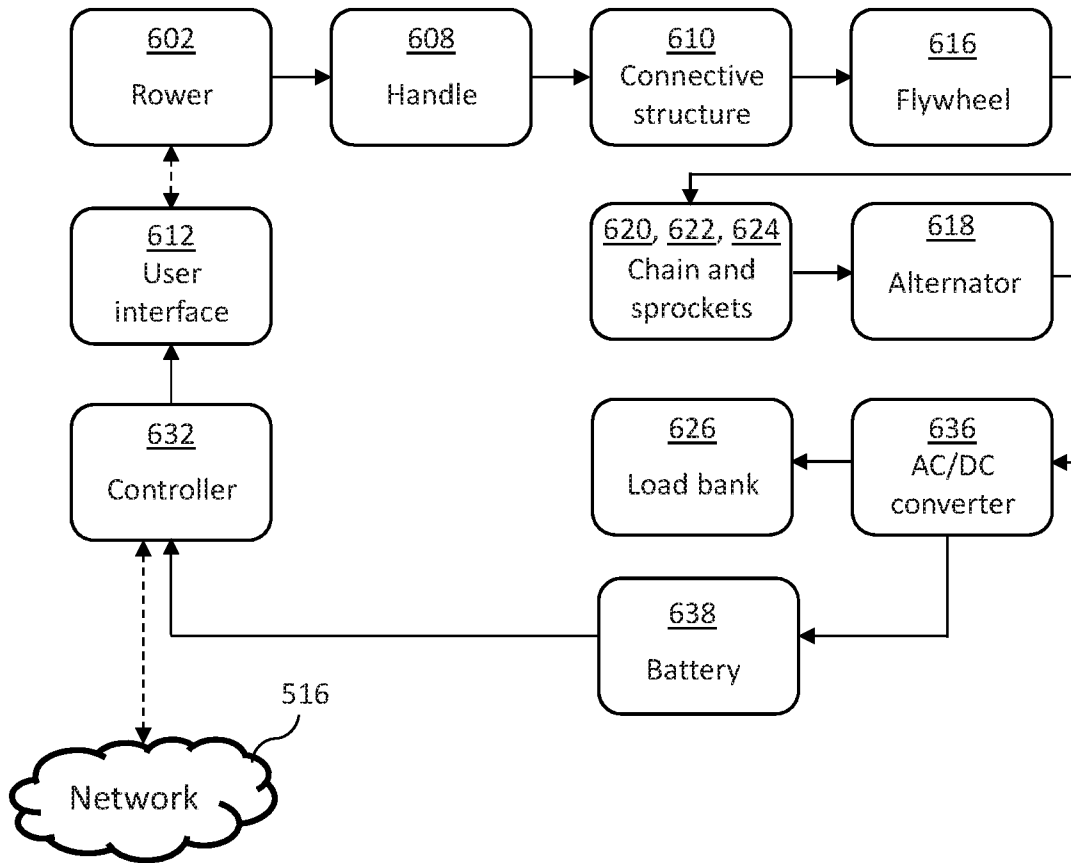 602
Rower
608
Handle
610
Connective
structure
616
Flywheel
612
User
interface
620, 622, 624
Chain and
sprockets
618
Alternator
632
Controller
626
Load bank
636
AC/DC
converter
638
Battery
516
Network